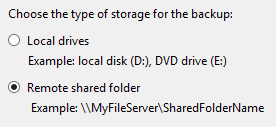 Choose the type of storage for the backup:
Local drives
Example: local disk (D:), DVD drive (E:)
Remote shared folder
Example: \\MyFileServer\SharedFolderName